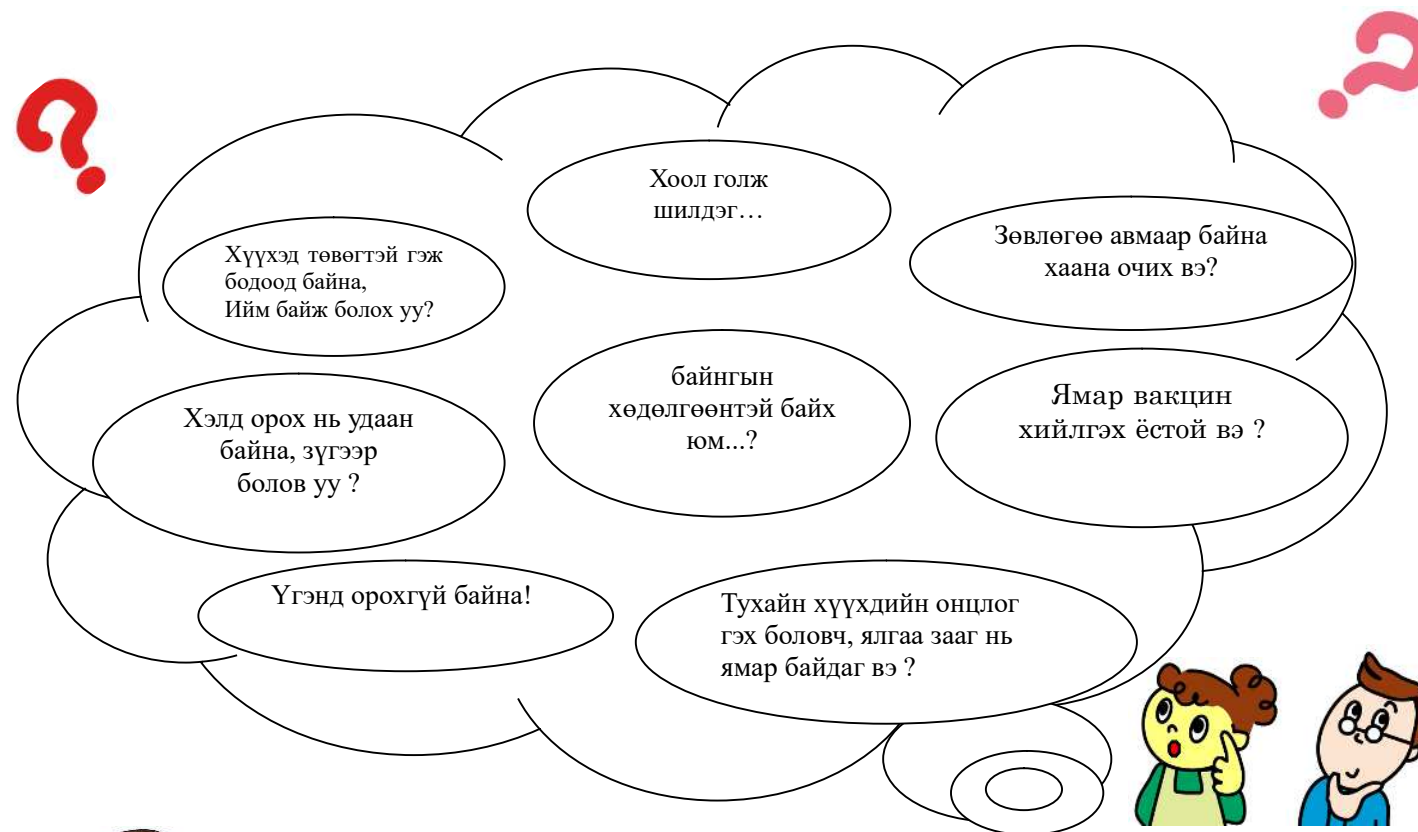 Хоол голж
шилдэг…
Зөвлөгөө авмаар байна
хаана очих вэ?
Хүүхэд төвөгтэй гэж
бодоод байна,
Ийм байж болох уу?
байнгын
хөдөлгөөнтэй байх
юм...?
Ямар вакцин
хийлгэх ёстой вэ ?
Хэлд орох нь удаан
байна, зүгээр
болов уу ?
Үгэнд орохгүй байна!
Тухайн хүүхдийн онцлог
гэх боловч, ялгаа зааг нь
ямар байдаг вэ ?